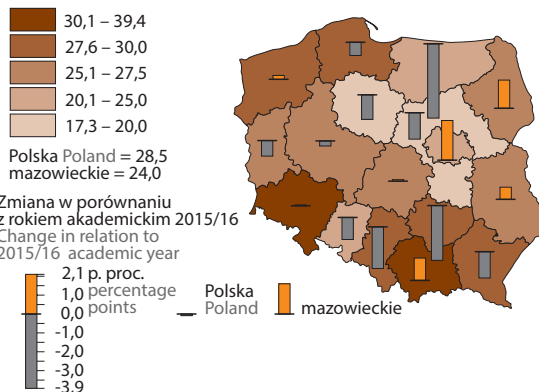 30,1 – 39,4
27,6 – 30,0
25,1 – 27,5
20,1 – 25,0
17,3 – 20,0
Polska Poland = 28,5
mazowieckie = 24,0
Zmiana w porównaniu
z rokiem akademickim 2015/16
Change in relation to
2015/16 academic year
2,1 p. proc.
percentage
points
1,0
0,0
-1,0
-2,0
-3,0
-3,9
Polska
Poland
mazowieckie